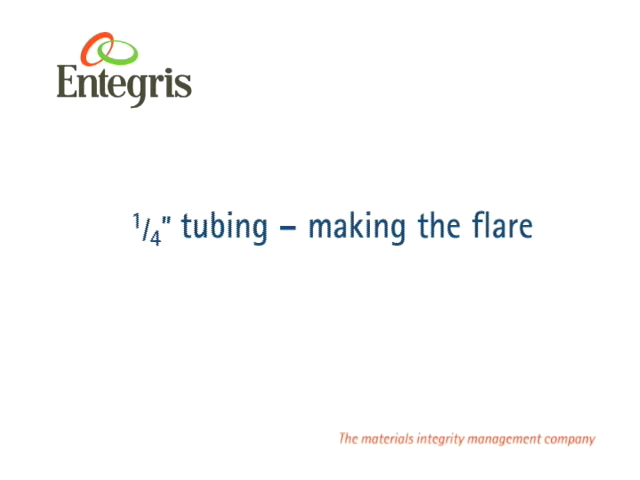 Entegris
1/4" tubing – making the flare
The materials integrity management company